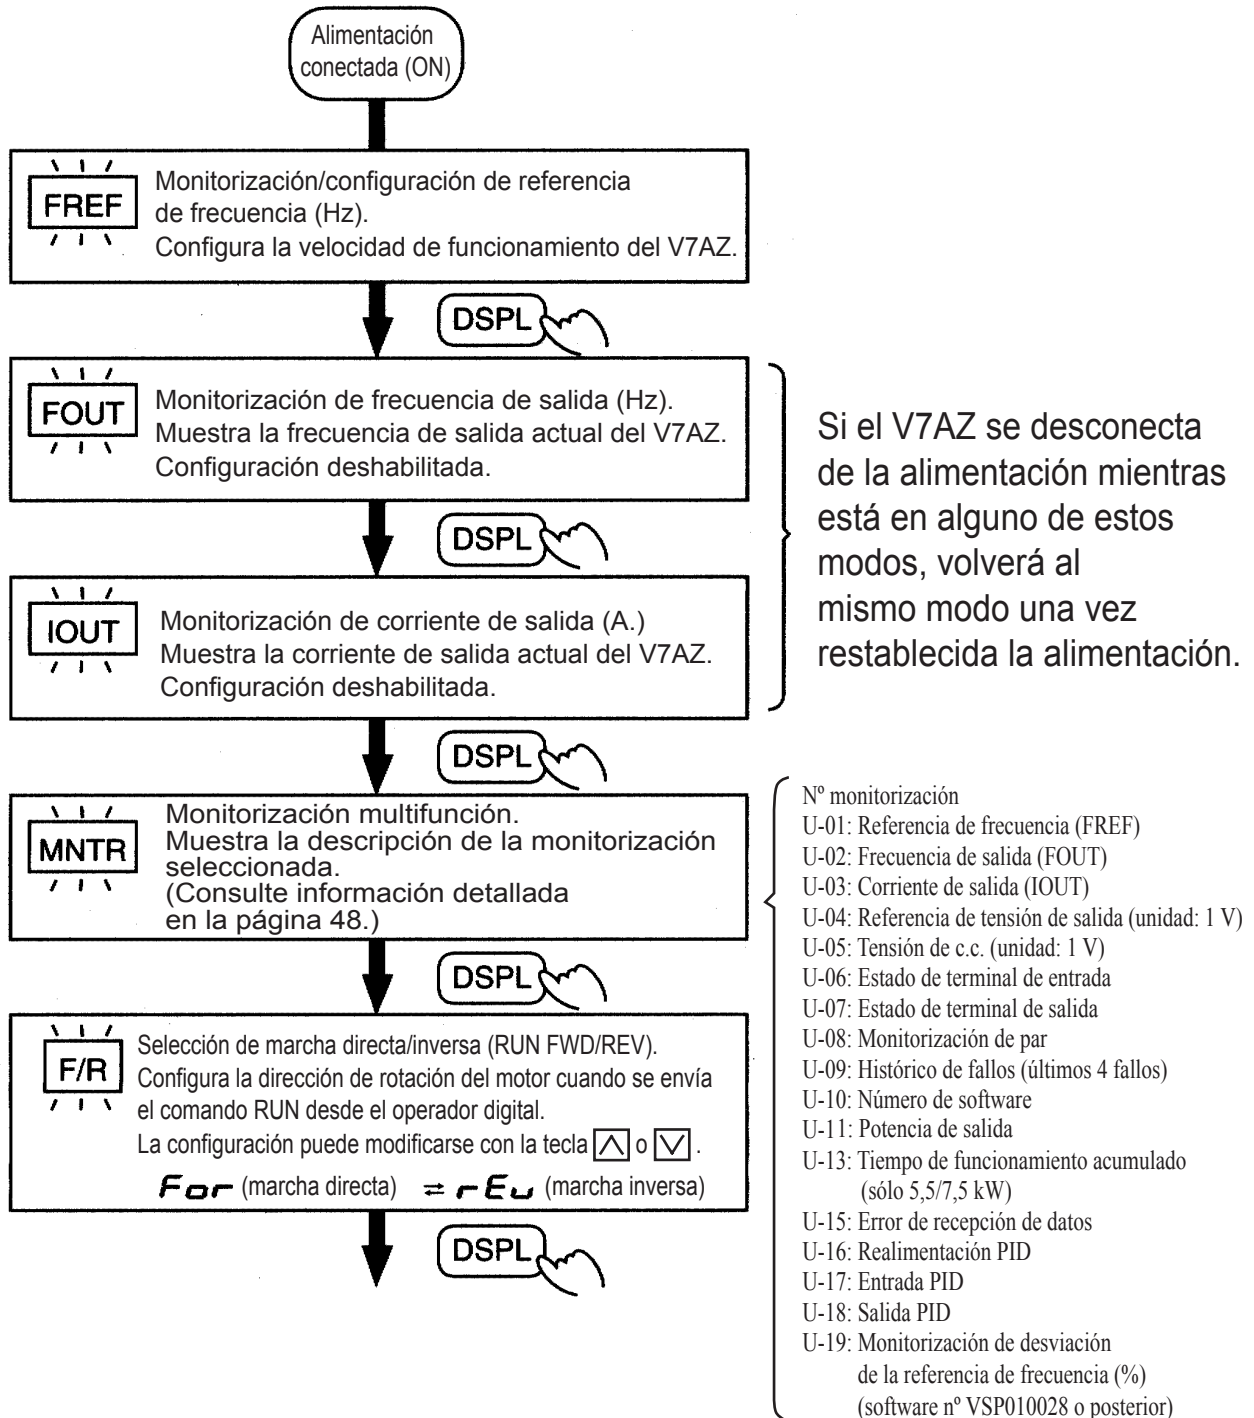 Alimentación
conectada (ON)
FREF
Monitorización/configuración de referencia
de frecuencia (Hz).
Configura la velocidad de funcionamiento del V7AZ.
DSPL
FOUT
Monitorización de frecuencia de salida (Hz).
Muestra la frecuencia de salida actual del V7AZ.
Configuración deshabilitada.
DSPL
IOUT
Monitorización de corriente de salida (A.)
Muestra la corriente de salida actual del V7AZ.
Configuración deshabilitada.
Si el V7AZ se desconecta
de la alimentación mientras
está en alguno de estos
modos, volverá al
mismo modo una vez
restablecida la alimentación.
DSPL
MNTR
Monitorización multifunción.
Muestra la descripción de la monitorización
seleccionada.
(Consulte información detallada
en la página 48.)
DSPL
F/R
Selección de marcha directa/inversa (RUN FWD/REV).
Configura la dirección de rotación del motor cuando se envía
el comando RUN desde el operador digital.
La configuración puede modificarse con la tecla o .
For (marcha directa) ⇄ rEv (marcha inversa)
DSPL
Nº monitorización
U-01: Referencia de frecuencia (FREF)
U-02: Frecuencia de salida (FOUT)
U-03: Corriente de salida (IOUT)
U-04: Referencia de tensión de salida (unidad: 1 V)
U-05: Tensión de c.c. (unidad: 1 V)
U-06: Estado de terminal de entrada
U-07: Estado de terminal de salida
U-08: Monitorización de par
U-09: Histórico de fallos (últimos 4 fallos)
U-10: Número de software
U-11: Potencia de salida
U-13: Tiempo de funcionamiento acumulado
(sólo 5,5/7,5 kW)
U-15: Error de recepción de datos
U-16: Realimentación PID
U-17: Entrada PID
U-18: Salida PID
U-19: Monitorización de desviación
de la referencia de frecuencia (%)
(software nº VSP010028 o posterior)